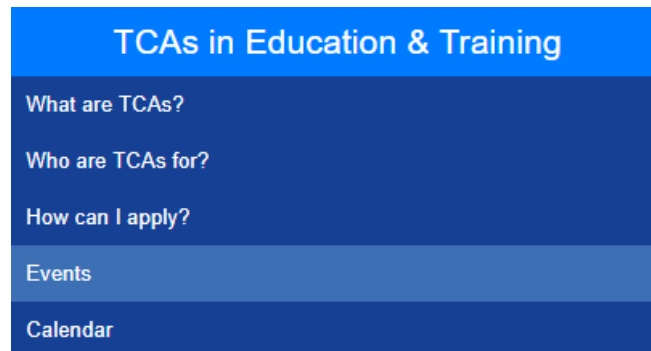 TCAs in Education & Training
What are TCAs?
Who are TCAs for?
How can I apply?
Events
Calendar